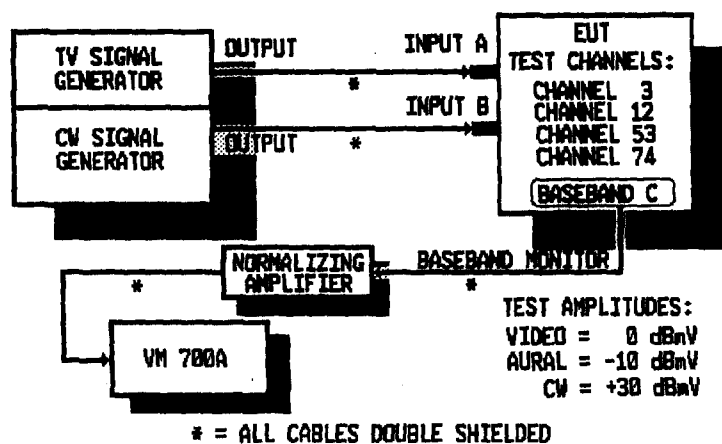 TV SIGNAL
GENERATOR
OUTPUT
*
INPUT A
CW SIGNAL
GENERATOR
OUTPUT
*
INPUT B
EUT
TEST CHANNELS:
CHANNEL 3
CHANNEL 12
CHANNEL 53
CHANNEL 74
BASEBAND C
NORMALIZING
AMPLIFIER
BASEBAND MONITOR
*
*
VM 700A
TEST AMPLITUDES:
VIDEO = 0 dBmV
AURAL = -10 dBmV
CW = +30 dBmV
* = ALL CABLES DOUBLE SHIELDED